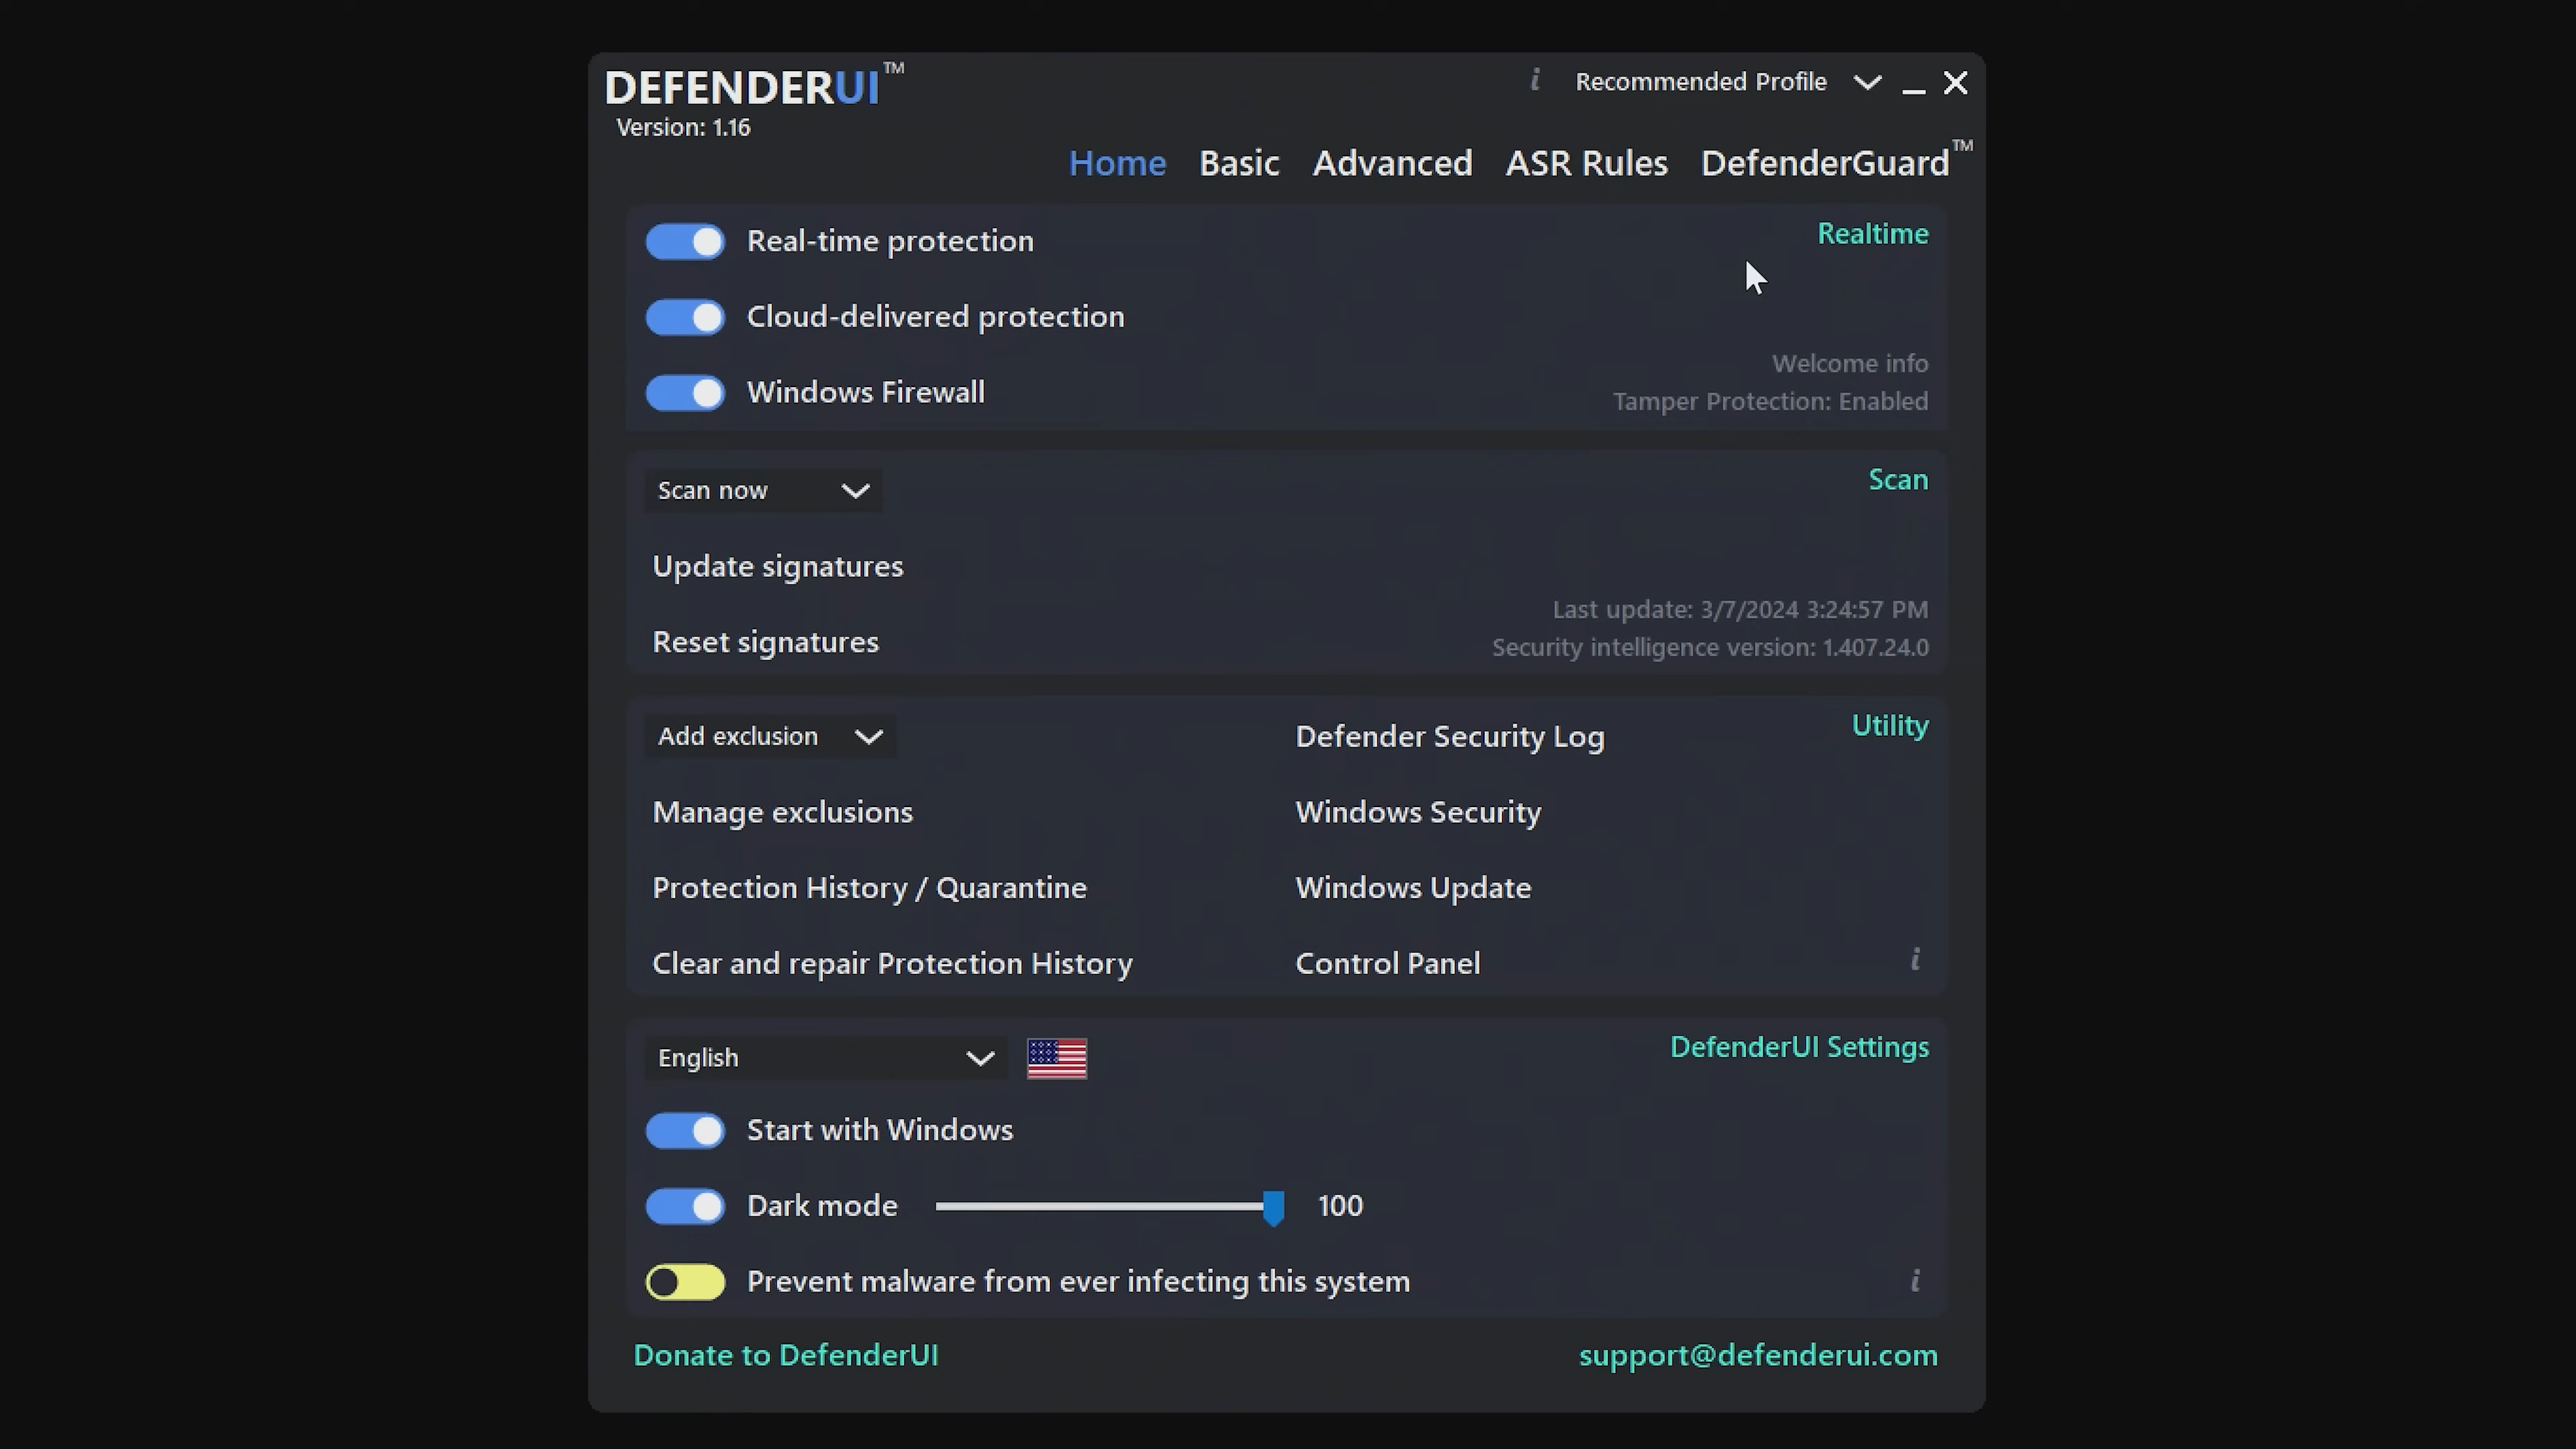 DEFENDERUI™
i Recommended Profile
Version: 1.16
Home Basic Advanced ASR Rules DefenderGuard™
Real-time protection
Realtime
Cloud-delivered protection
Welcome info
Windows Firewall
Tamper Protection: Enabled
Scan now
Scan
Update signatures
Last update: 3/7/2024 3:24:57 PM
Reset signatures
Security intelligence version: 1.407.24.0
Add exclusion
Defender Security Log
Utility
Manage exclusions
Windows Security
Protection History / Quarantine
Windows Update
Clear and repair Protection History
Control Panel
i
English
DefenderUI Settings
Start with Windows
Dark mode
100
Prevent malware from ever infecting this system
i
Donate to DefenderUI
support@defenderui.com